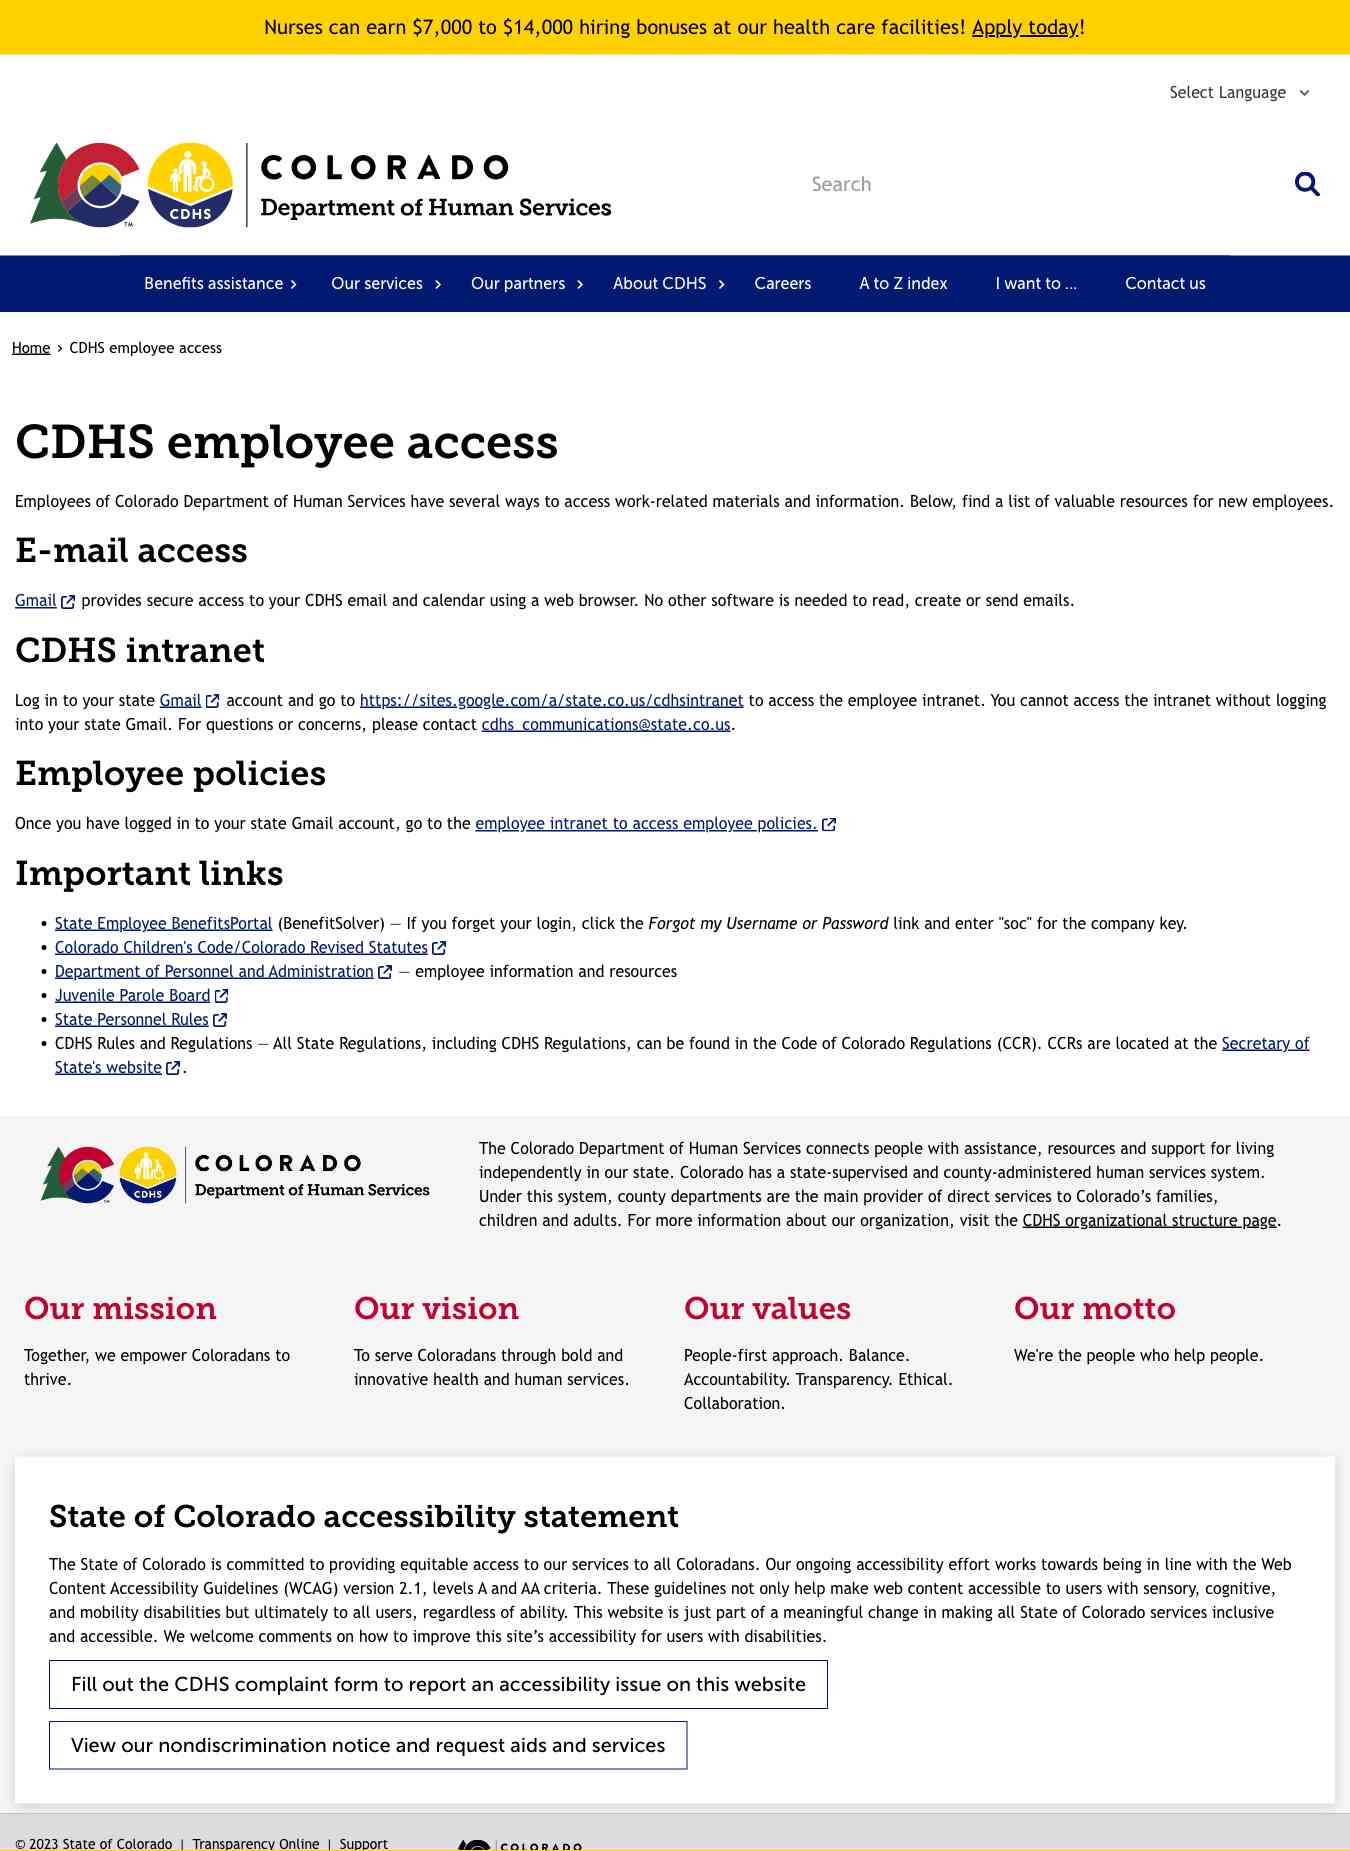 Nurses can earn $7,000 to $14,000 hiring bonuses at our health care facilities! Apply today!
Select Language
COLORADO
Department of Human Services
CDHS
TM
Search
Benefits assistance Our services Our partners About CDHS Careers A to Z index I want to ... Contact us
Home › CDHS employee access
CDHS employee access
Employees of Colorado Department of Human Services have several ways to access work-related materials and information. Below, find a list of valuable resources for new employees.
E-mail access
Gmail provides secure access to your CDHS email and calendar using a web browser. No other software is needed to read, create or send emails.
CDHS intranet
Log in to your state Gmail account and go to https://sites.google.com/a/state.co.us/cdhsintranet to access the employee intranet. You cannot access the intranet without logging
into your state Gmail. For questions or concerns, please contact cdhs_communications@state.co.us.
Employee policies
Once you have logged in to your state Gmail account, go to the employee intranet to access employee policies.
Important links
• State Employee BenefitsPortal (BenefitSolver) — If you forget your login, click the Forgot my Username or Password link and enter "soc" for the company key.
• Colorado Children's Code/Colorado Revised Statutes
• Department of Personnel and Administration — employee information and resources
• Juvenile Parole Board
• State Personnel Rules
• CDHS Rules and Regulations — All State Regulations, including CDHS Regulations, can be found in the Code of Colorado Regulations (CCR). CCRs are located at the Secretary of
State's website.
COLORADO
Department of Human Services
CDHS
The Colorado Department of Human Services connects people with assistance, resources and support for living
independently in our state. Colorado has a state-supervised and county-administered human services system.
Under this system, county departments are the main provider of direct services to Colorado’s families,
children and adults. For more information about our organization, visit the CDHS organizational structure page.
Our mission
Together, we empower Coloradans to
thrive.
Our vision
To serve Coloradans through bold and
innovative health and human services.
Our values
People-first approach. Balance.
Accountability. Transparency. Ethical.
Collaboration.
Our motto
We're the people who help people.
State of Colorado accessibility statement
The State of Colorado is committed to providing equitable access to our services to all Coloradans. Our ongoing accessibility effort works towards being in line with the Web
Content Accessibility Guidelines (WCAG) version 2.1, levels A and AA criteria. These guidelines not only help make web content accessible to users with sensory, cognitive,
and mobility disabilities but ultimately to all users, regardless of ability. This website is just part of a meaningful change in making all State of Colorado services inclusive
and accessible. We welcome comments on how to improve this site’s accessibility for users with disabilities.
Fill out the CDHS complaint form to report an accessibility issue on this website
View our nondiscrimination notice and request aids and services
© 2023 State of Colorado | Transparency Online | Support
COLORADO